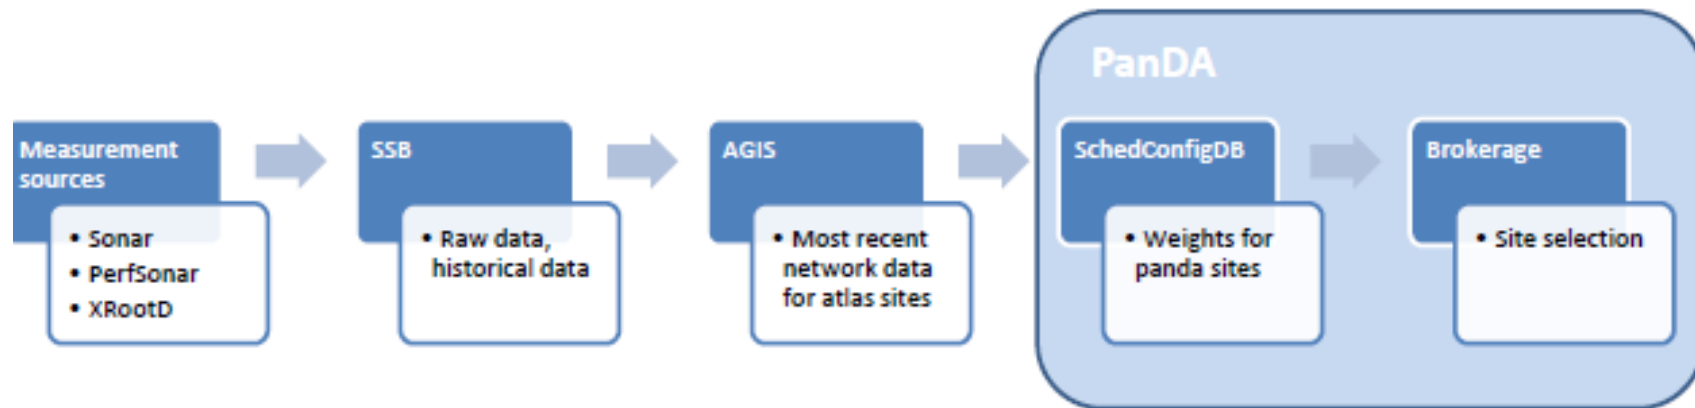 PanDA
Measurement
sources
• Sonar
• PerfSonar
• XRootD
SSB
• Raw data,
historical data
AGIS
• Most recent
network data
for atlas sites
SchedConfigDB
• Weights for
panda sites
Brokerage
• Site selection